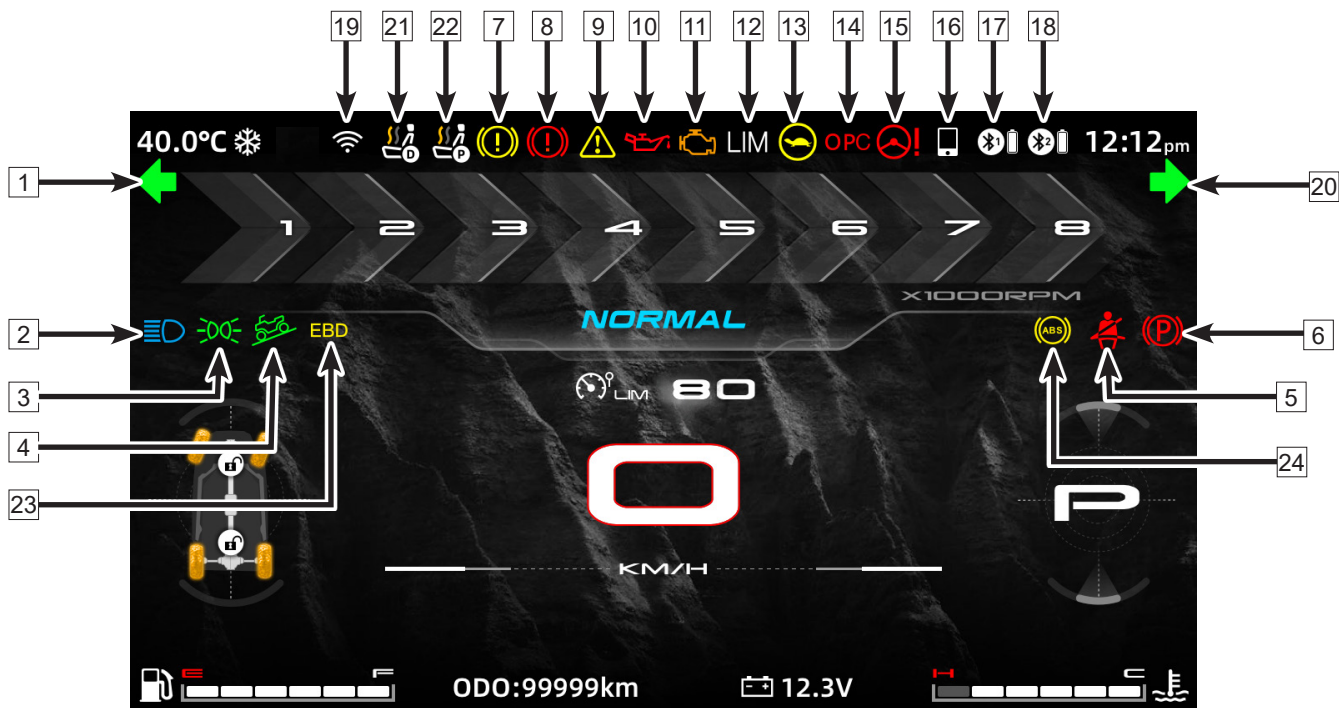 19 21 22 7 8 9 10 11 12 13 14 15 16 17 18
40.0℃ D P LIM OPC 1 2 12:12pm
1 20
1 2 3 4 5 6 7 8
X1000RPM
NORMAL
2 EBD ABS P 6
LIM 80
3 5
4 24
0
P
23
KM/H
E F H C
ODO:99999km 12.3V